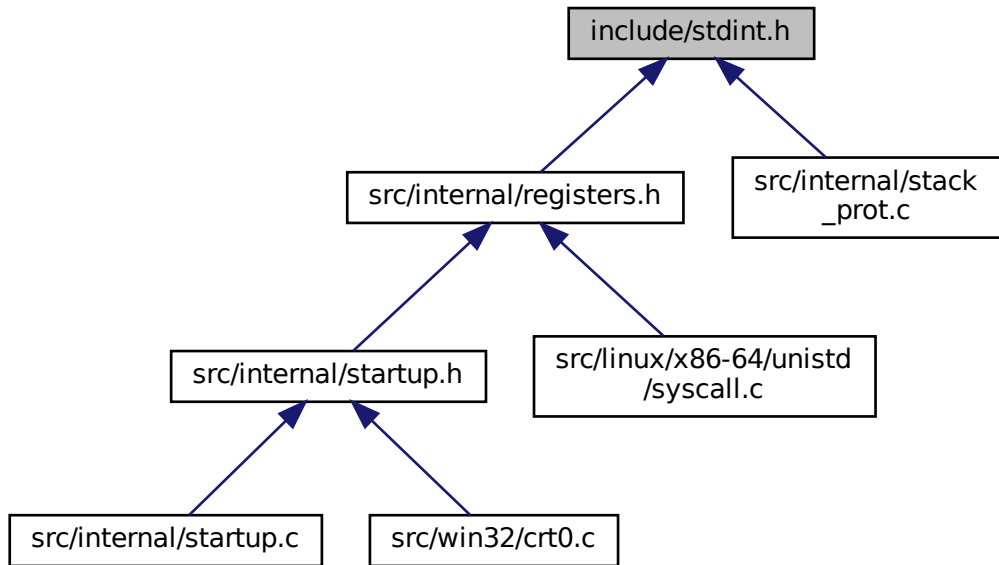 include/stdint.h
src/internal/registers.h
src/internal/stack
_prot.c
src/internal/startup.h
src/linux/x86-64/unistd
/syscall.c
src/internal/startup.c
src/win32/crt0.c